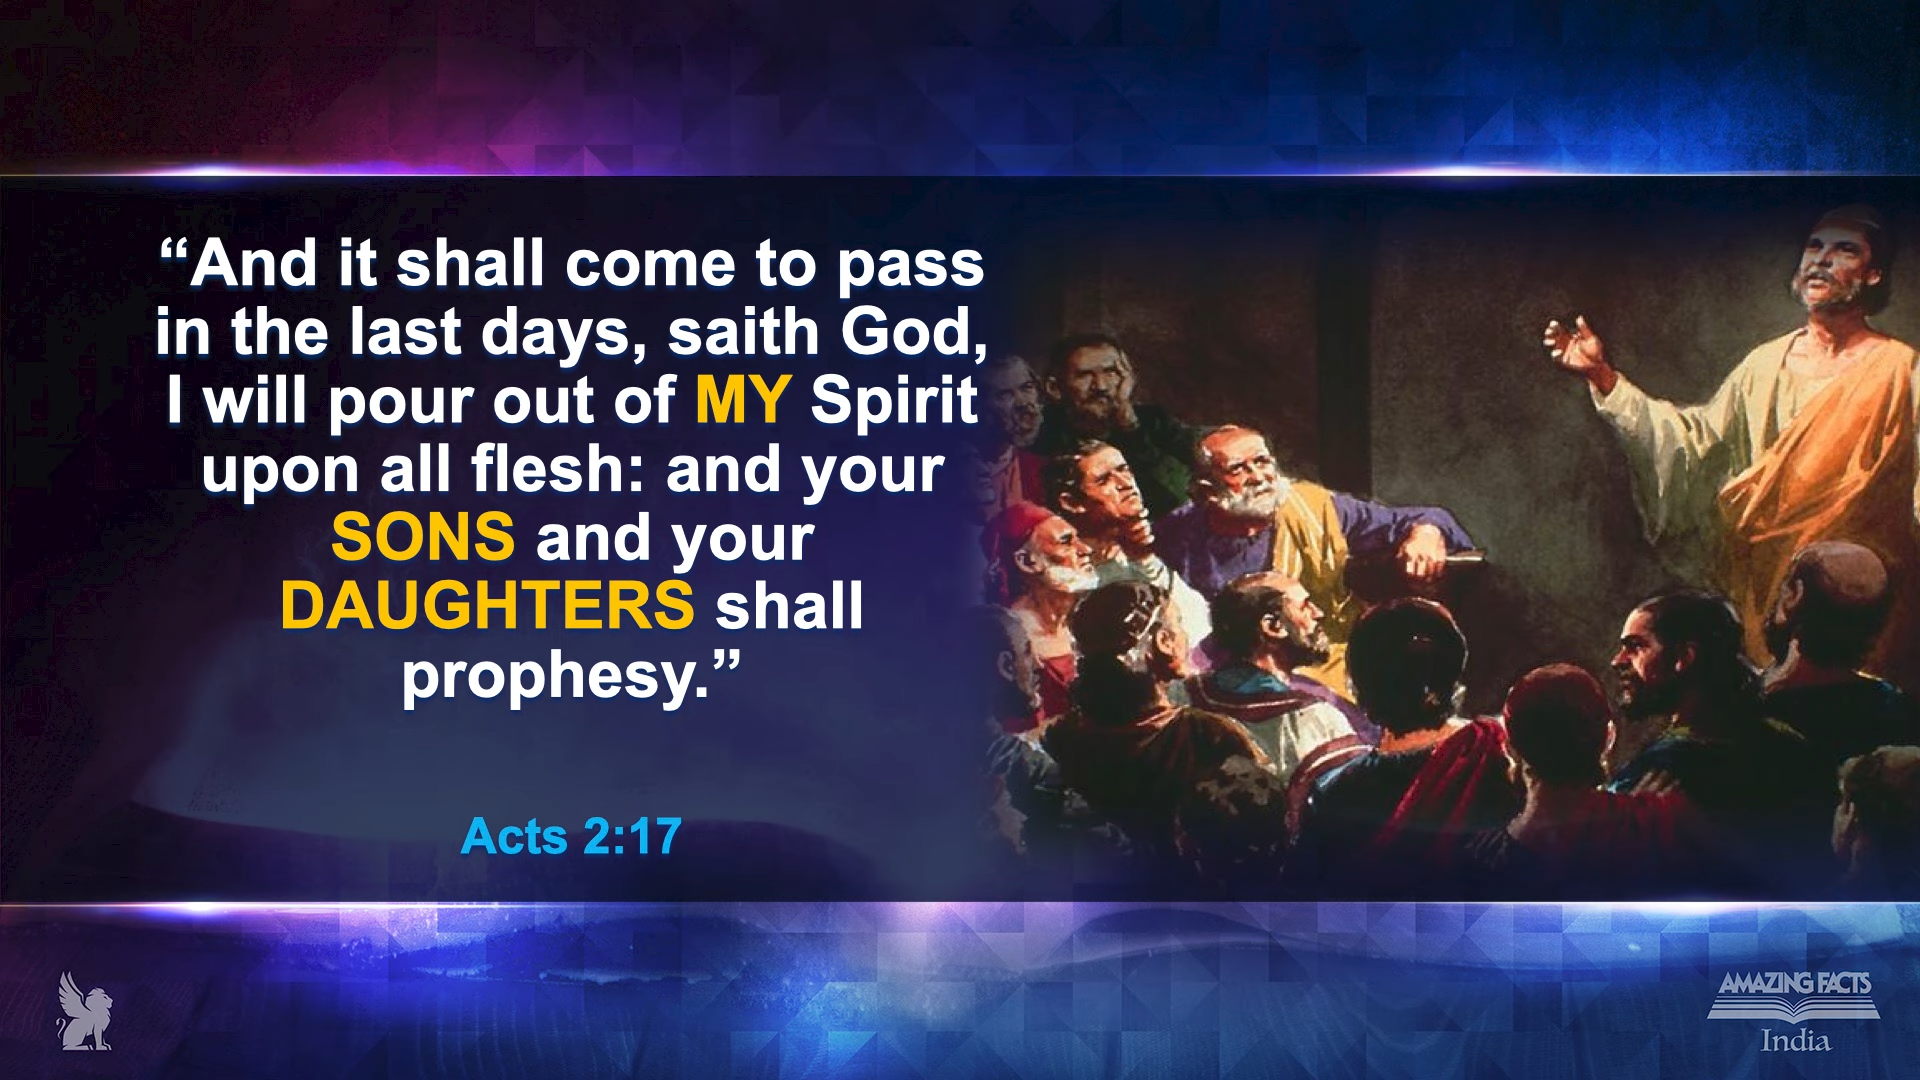 “And it shall come to pass
in the last days, saith God,
I will pour out of MY Spirit
upon all flesh: and your
SONS and your
DAUGHTERS shall
prophesy.”
Acts 2:17
AMAZING FACTS
India